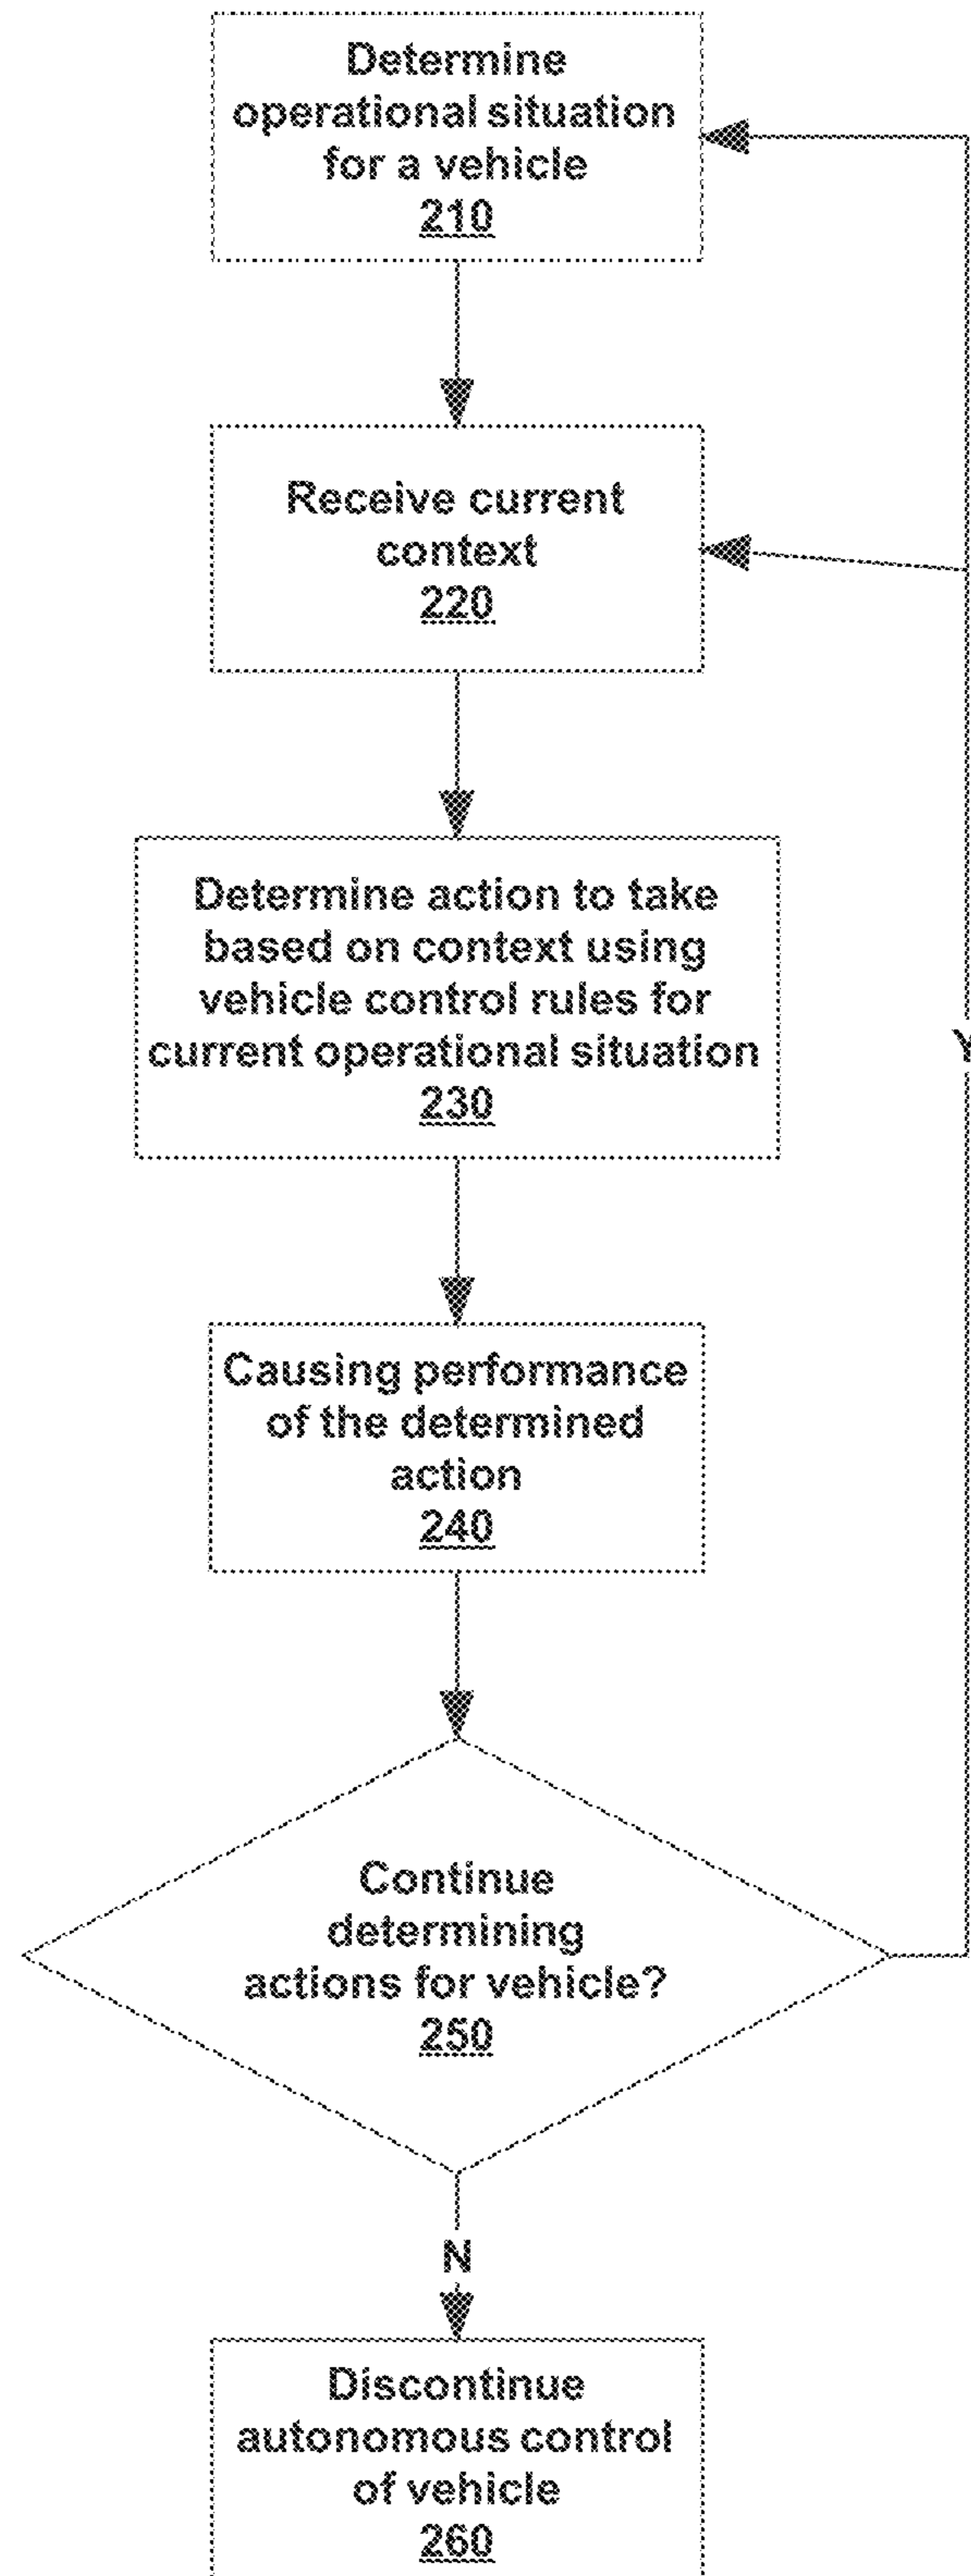 Determine
operational situation
for a vehicle
210
Receive current
context
220
Determine action to take
based on context using
vehicle control rules for
current operational situation
230
Y
Causing performance
of the determined
action
240
Continue
determining
actions for vehicle?
250
N
Discontinue
autonomous control
of vehicle
260